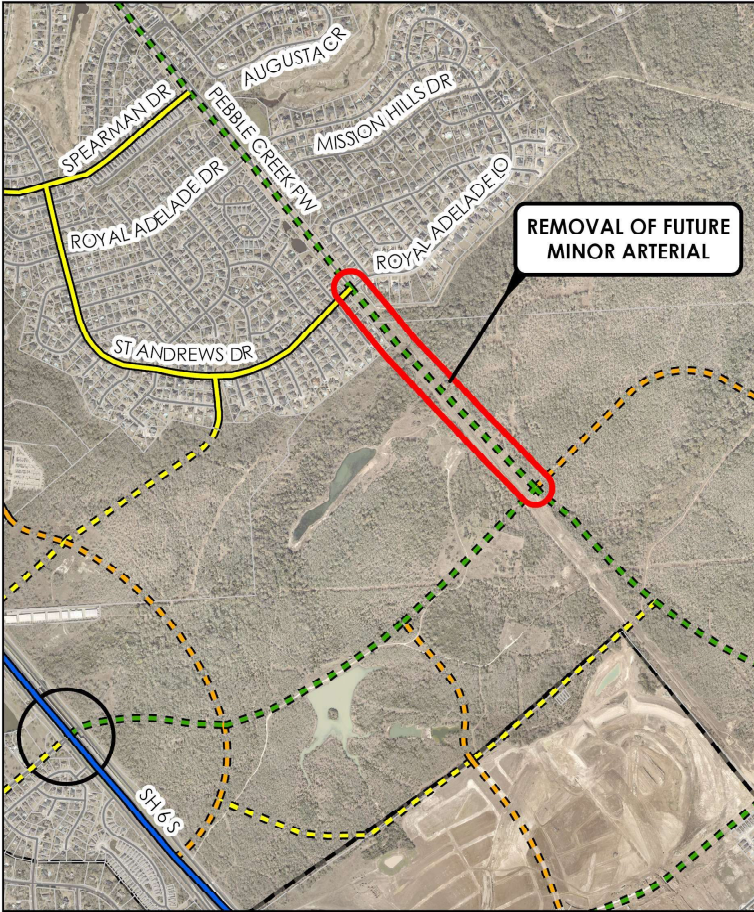 AUGUSTA CR
SPEARMAN DR
PEBBLE CREEK PW
MISSION HILLS DR
ROYAL ADELADE DR
ROYAL ADELADE LO
REMOVAL OF FUTURE
MINOR ARTERIAL
ST ANDREWS DR
SH 6 S